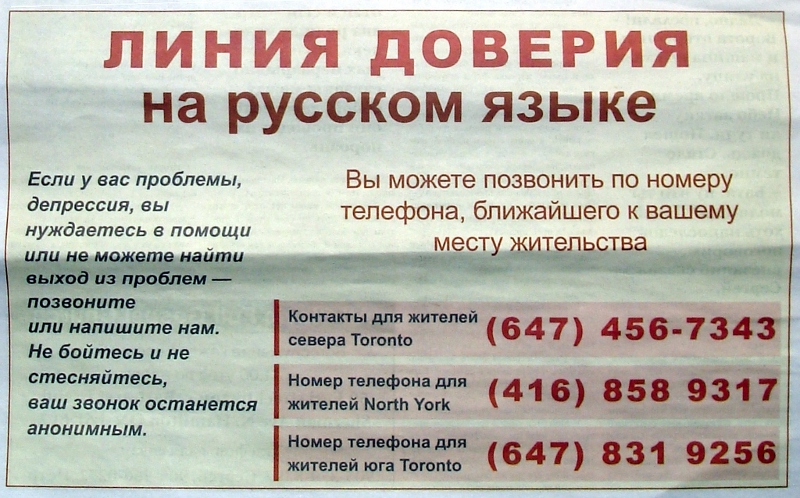 ЛИНИЯ ДОВЕРИЯ
на русском языке
Если у вас проблемы,
депрессия, вы
нуждаетесь в помощи
или не можете найти
выход из проблем —
позвоните
или напишите нам.
Не бойтесь и не
стесняйтесь,
ваш звонок останется
анонимным.
Вы можете позвонить по номеру
телефона, ближайшего к вашему
месту жительства
Контакты для жителей
севера Toronto
(647) 456-7343
Номер телефона для
жителей North York
(416) 858 9317
Номер телефона для
жителей юга Toronto
(647) 831 9256